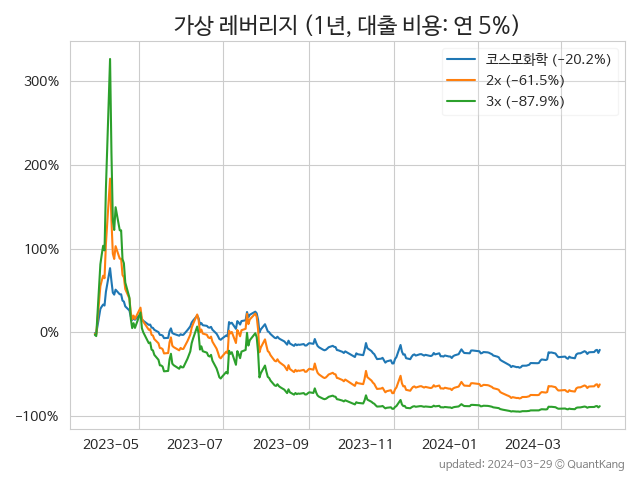 가상 레버리지 (1년, 대출 비용: 연 5%)
코스모화학 (−20.2%)
2x (−61.5%)
3x (−87.9%)
300%
200%
100%
0%
−100%
2023−05 2023−07 2023−09 2023−11 2024−01 2024−03
updated: 2024−03−29 © QuantKang